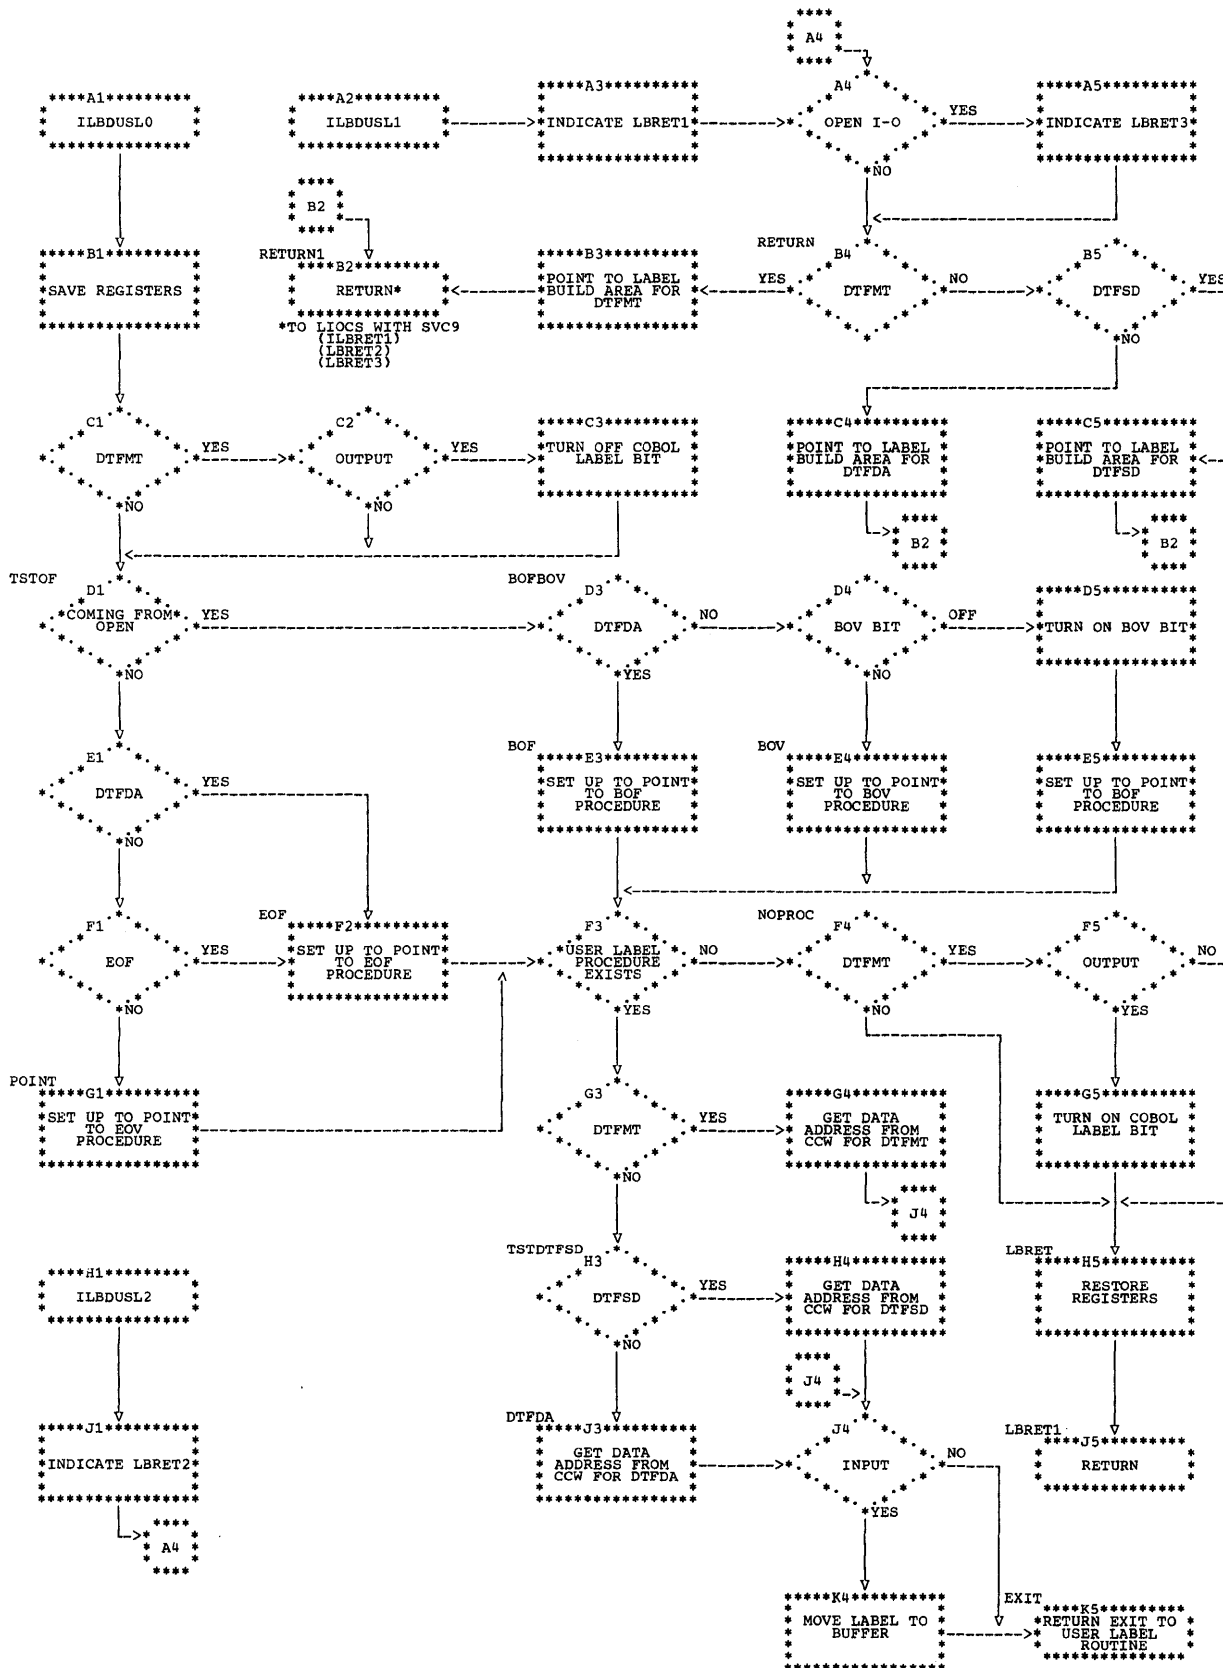 A4
A1
ILBDUSL0
A2
ILBDUSL1
A3
INDICATE LBRET1
A4
OPEN I-O
YES
NO
A5
INDICATE LBRET3
B2
B1
SAVE REGISTERS
RETURN1
B2
RETURN*
*TO LIOCS WITH SVC9
(ILBRET1)
(LBRET2)
(LBRET3)
B3
POINT TO LABEL
BUILD AREA FOR
DTFMT
YES
RETURN
B4
DTFMT
NO
B5
DTFSD
YES
NO
C1
DTFMT
YES
NO
C2
OUTPUT
YES
NO
C3
TURN OFF COBOL
LABEL BIT
C4
POINT TO LABEL
BUILD AREA FOR
DTFDA
B2
C5
POINT TO LABEL
BUILD AREA FOR
DTFSD
B2
TSTOF
D1
COMING FROM
OPEN
YES
NO
BOFBOV
D3
DTFDA
NO
YES
D4
BOV BIT
OFF
NO
D5
TURN ON BOV BIT
E1
DTFDA
YES
NO
BOF
E3
SET UP TO POINT
TO BOF
PROCEDURE
BOV
E4
SET UP TO POINT
TO BOV
PROCEDURE
E5
SET UP TO POINT
TO BOF
PROCEDURE
F1
EOF
YES
NO
EOF
F2
SET UP TO POINT
TO EOF
PROCEDURE
F3
USER LABEL
PROCEDURE
EXISTS
NO
YES
NOPROC
F4
DTFMT
YES
NO
F5
OUTPUT
NO
YES
POINT
G1
SET UP TO POINT
TO EOV
PROCEDURE
G3
DTFMT
YES
NO
G4
GET DATA
ADDRESS FROM
CCW FOR DTFMT
J4
G5
TURN ON COBOL
LABEL BIT
H1
ILBDUSL2
TSTDTFSD
H3
DTFSD
YES
NO
H4
GET DATA
ADDRESS FROM
CCW FOR DTFSD
LBRET
H5
RESTORE
REGISTERS
J4
J1
INDICATE LBRET2
A4
DTFDA
J3
GET DATA
ADDRESS FROM
CCW FOR DTFDA
J4
INPUT
NO
YES
LBRET1
J5
RETURN
K4
MOVE LABEL TO
BUFFER
EXIT
K5
RETURN EXIT TO
USER LABEL
ROUTINE